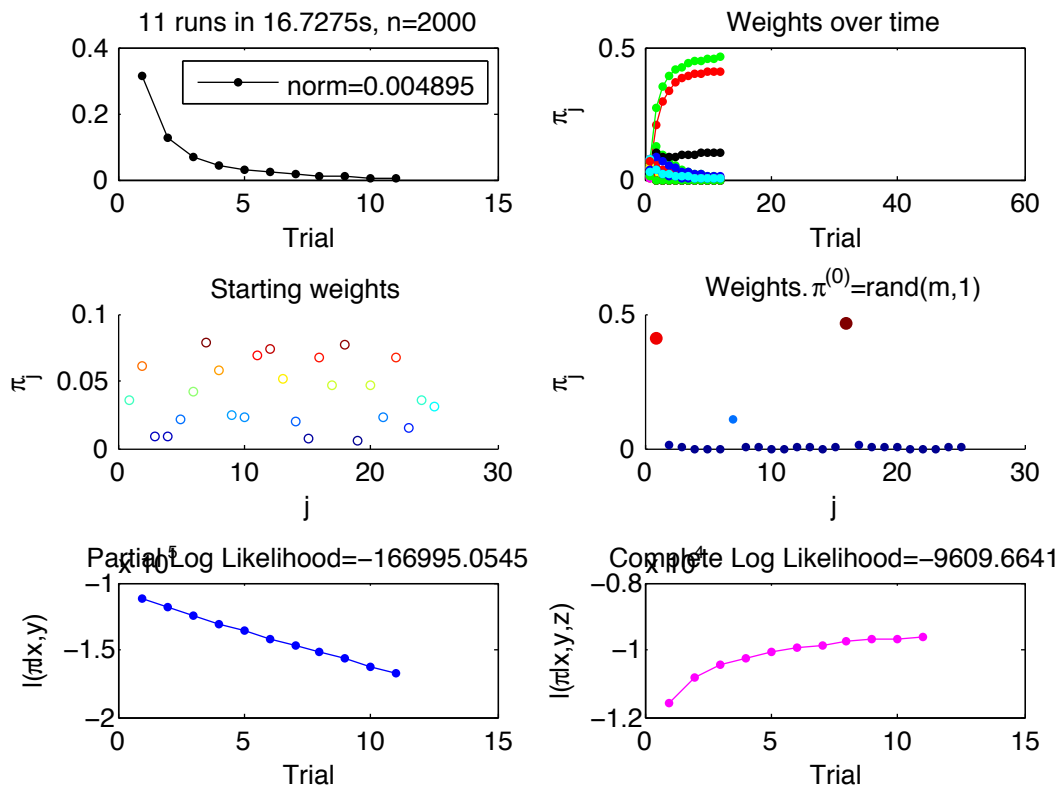 11 runs in 16.7275s, n=2000
0.4
0.2
0
norm=0.004895
0 5 10 15
Trial
Weights over time
π_j
0.5
0
0 20 40 60
Trial
Starting weights
π_j
0.1
0.05
0
0 10 20 30
j
Weights. π^(0)=rand(m,1)
π_j
0.5
0
0 10 20 30
j
Partial Log Likelihood=−166995.0545
x 10^5
l(π|x,y)
−1
−1.5
−2
0 5 10 15
Trial
Complete Log Likelihood=−9609.6641
x 10^4
l(π|x,y,z)
−0.8
−1
−1.2
0 5 10 15
Trial